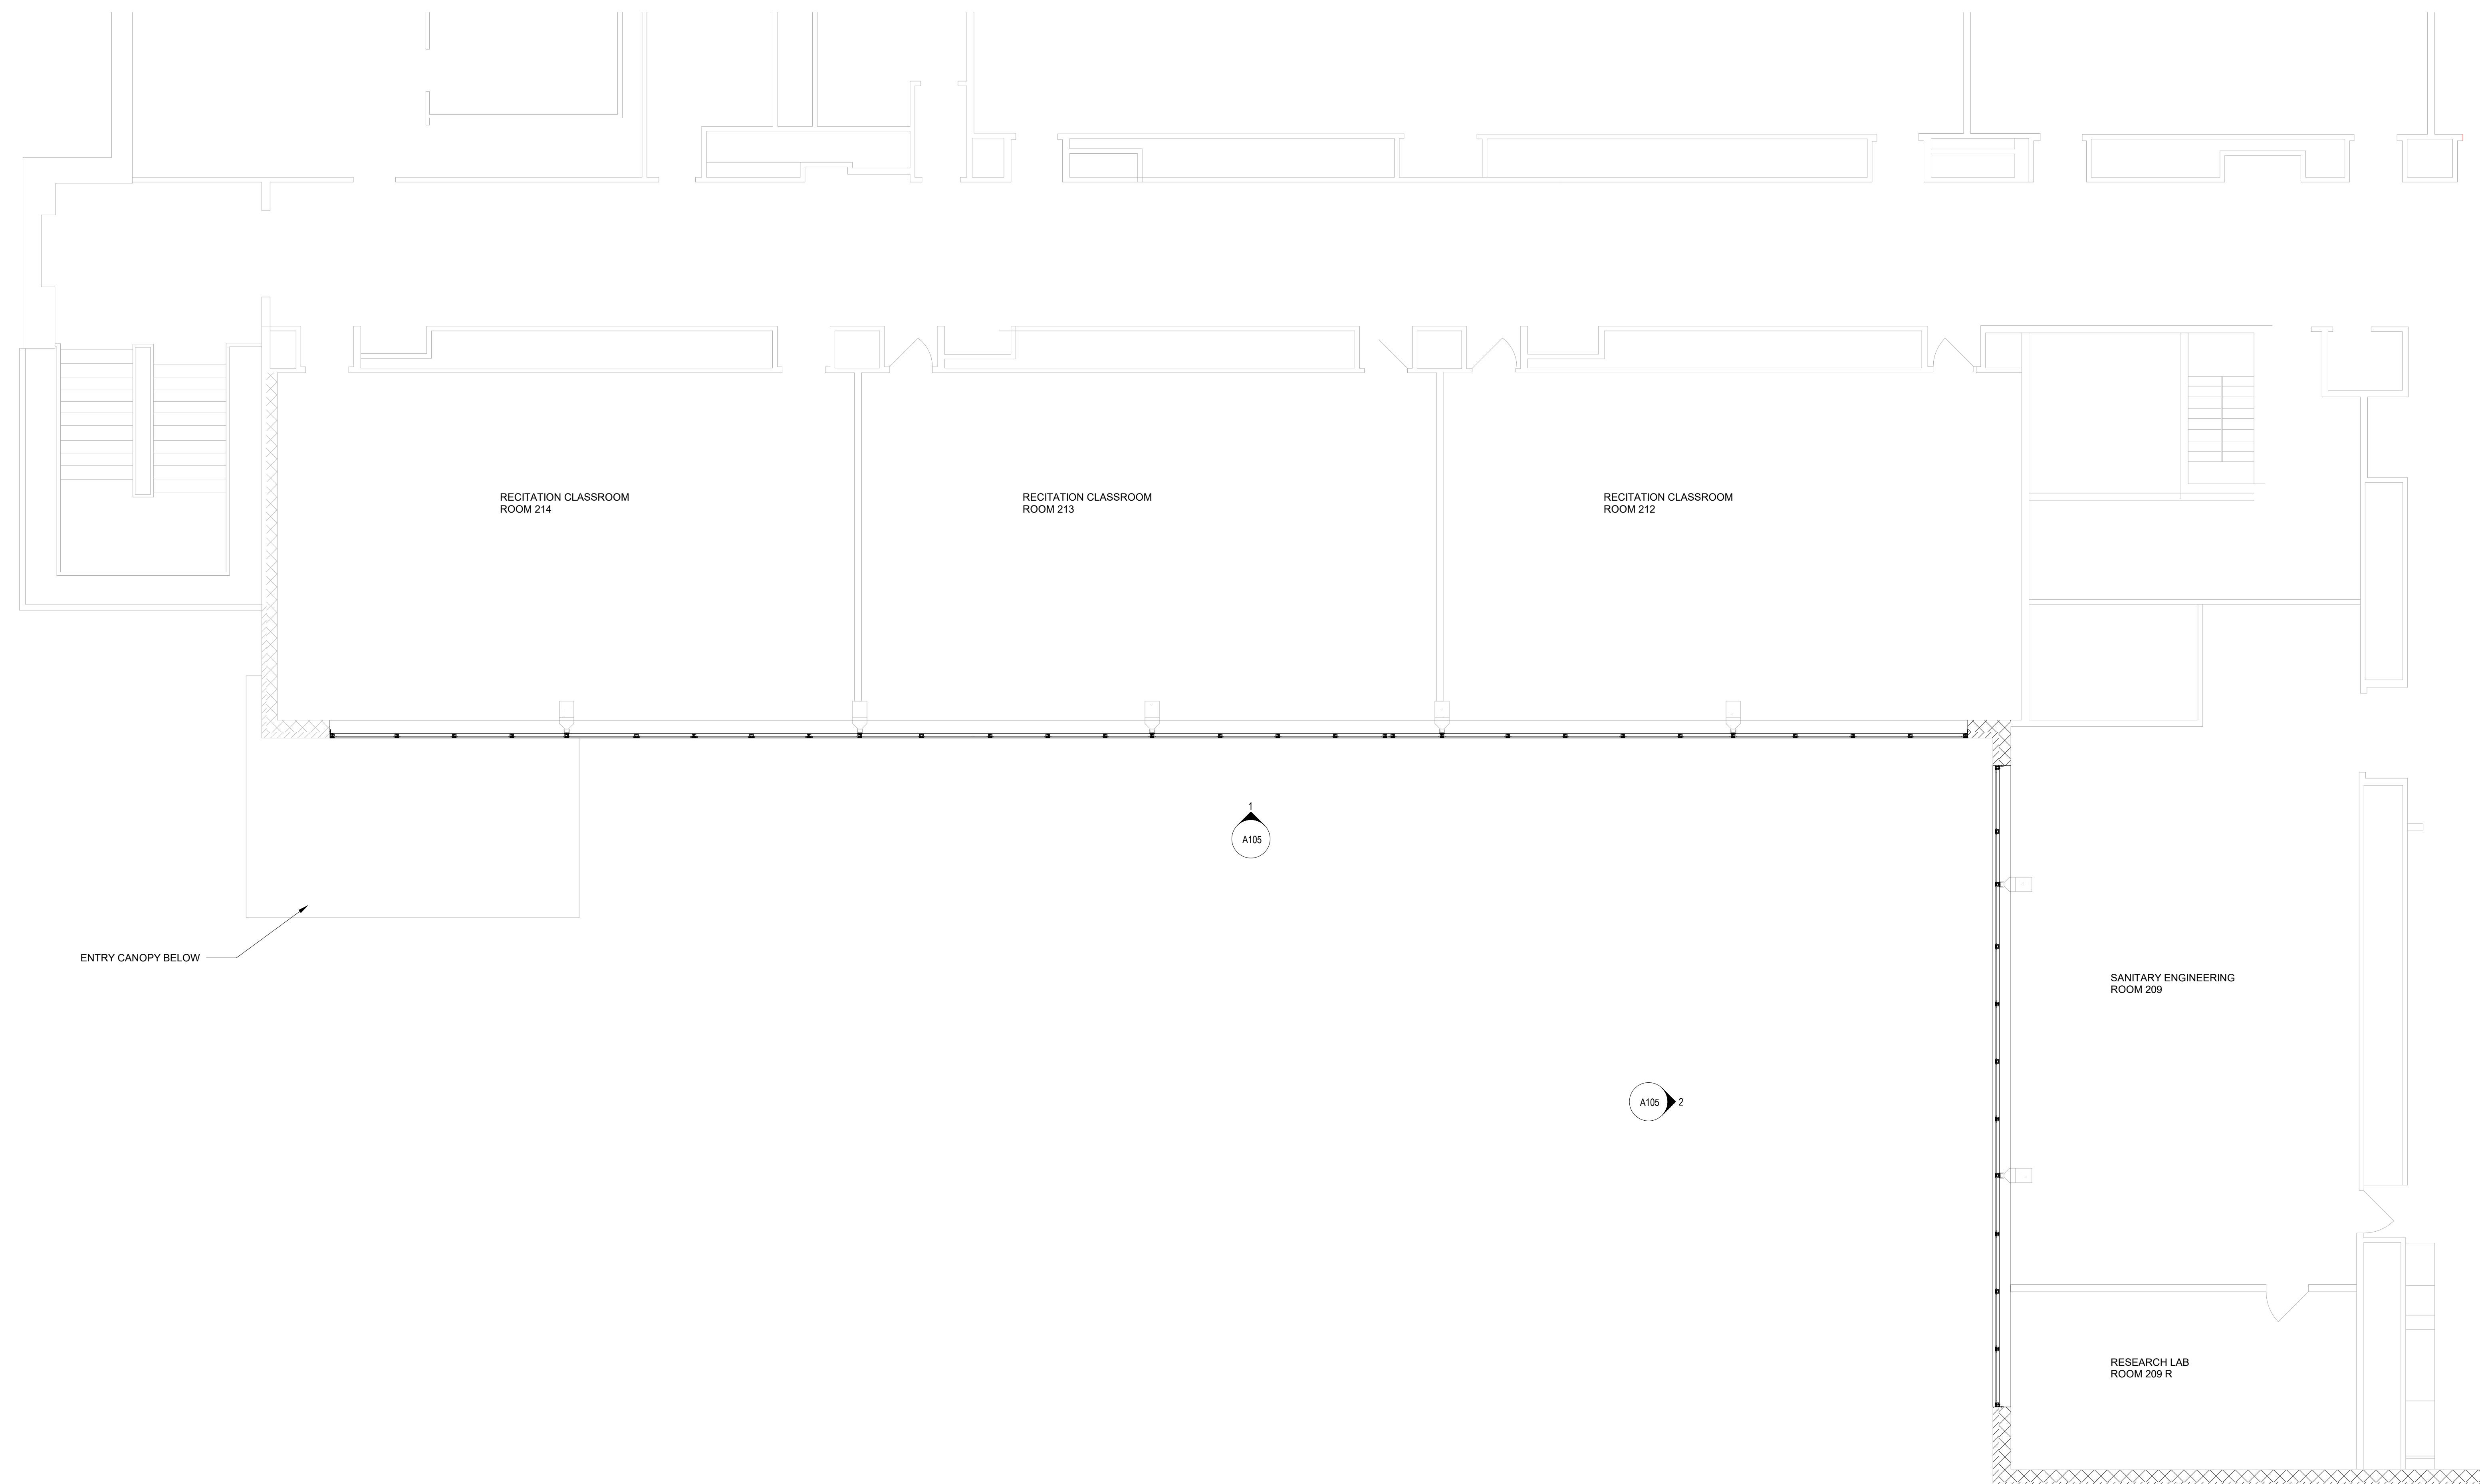 RECITATION CLASSROOM
ROOM 214
RECITATION CLASSROOM
ROOM 213
RECITATION CLASSROOM
ROOM 212
1
A105
ENTRY CANOPY BELOW
SANITARY ENGINEERING
ROOM 209
A105
2
RESEARCH LAB
ROOM 209 R